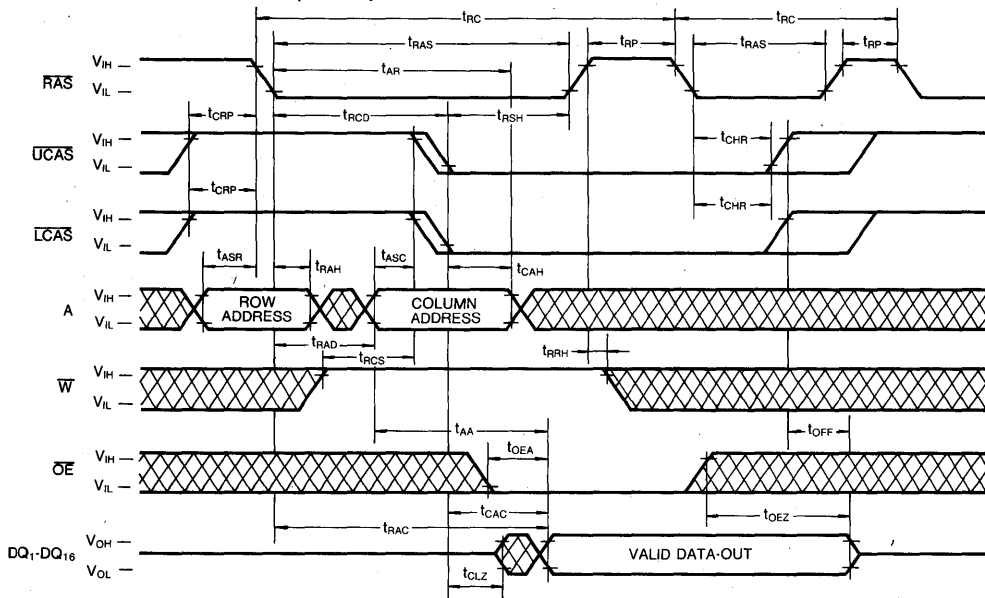 tRC tRC
tRAS tRP tRAS tRP
tAR
RAS VIH
VIL
tCRP tRCD tRSH tCHR
UCAS VIH
VIL
tCRP tCHR
LCAS VIH
VIL
tASR tRAH tASC tCAH
A VIH
VIL
ROW ADDRESS
COLUMN ADDRESS
tRAD
tRCS tRRH
W VIH
VIL
tAA tOFF
tOEA
OE VIH
VIL
tCAC tOEZ
tRAC
DQ1-DQ16 VOH
VOL
VALID DATA-OUT
tCLZ